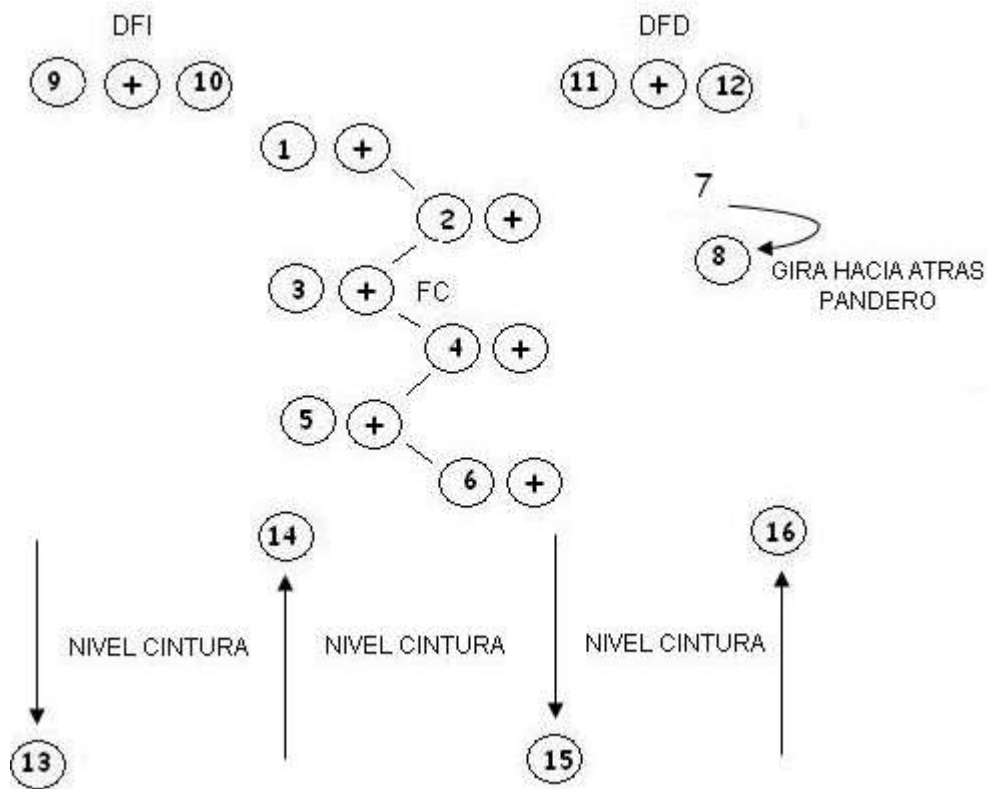 DFI DFD
9 + 10 11 + 12
1 +
7
2 +
8
GIRA HACIA ATRAS
PANDERO
3 + FC
4 +
5 +
6 +
14 16
NIVEL CINTURA NIVEL CINTURA NIVEL CINTURA
13 15